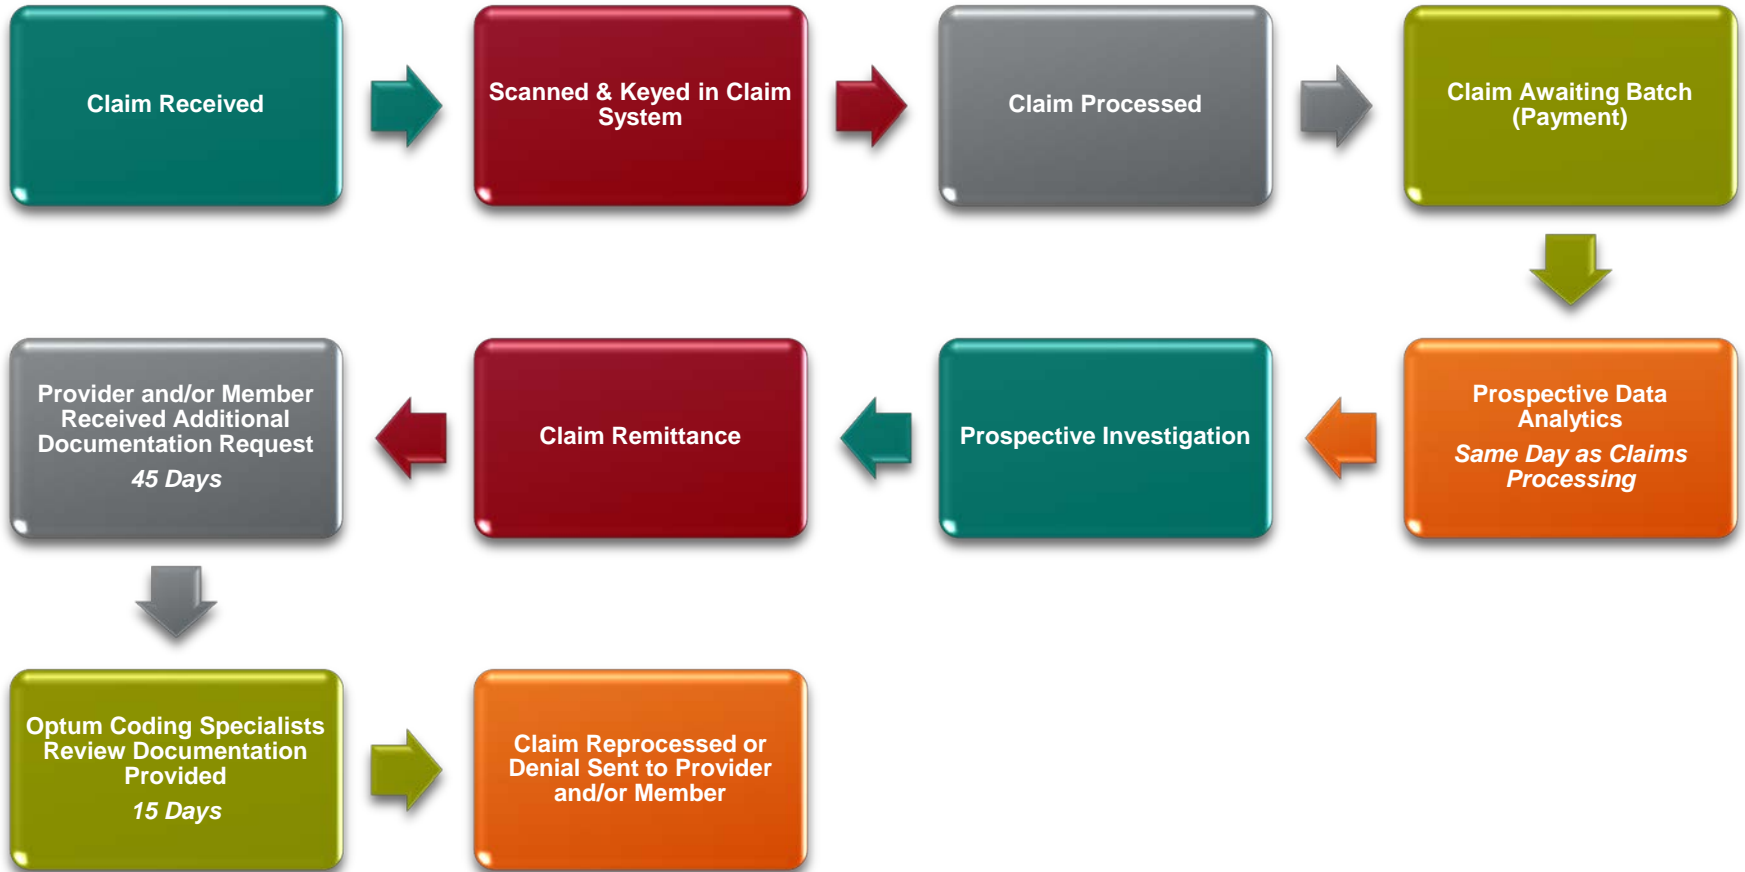 Claim Received
Scanned & Keyed in Claim
System
Claim Processed
Claim Awaiting Batch
(Payment)
Prospective Data
Analytics
Same Day as Claims
Processing
Prospective Investigation
Claim Remittance
Provider and/or Member
Received Additional
Documentation Request
45 Days
Optum Coding Specialists
Review Documentation
Provided
15 Days
Claim Reprocessed or
Denial Sent to Provider
and/or Member